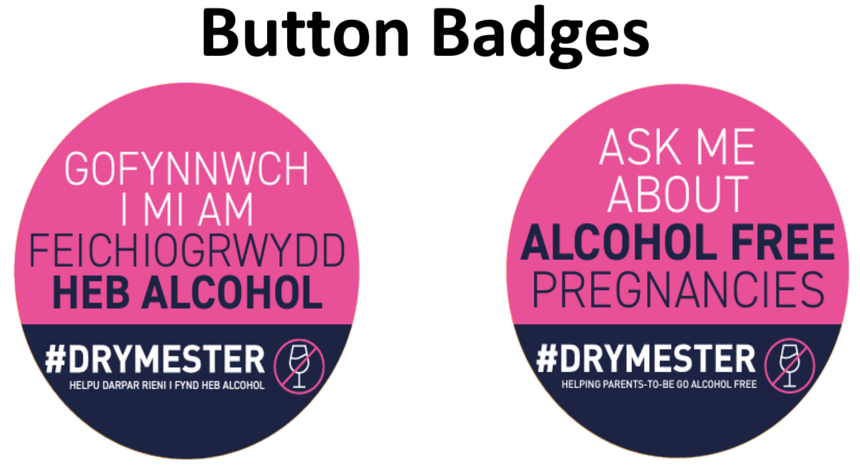 Button Badges
GOFYNNWCH
I MI AM
FEICHIOGRWYDD
HEB ALCOHOL
#DRYMESTER
HELPU DARPAR RIENI I FYND HEB ALCOHOL
ASK ME
ABOUT
ALCOHOL FREE
PREGNANCIES
#DRYMESTER
HELPING PARENTS-TO-BE GO ALCOHOL FREE